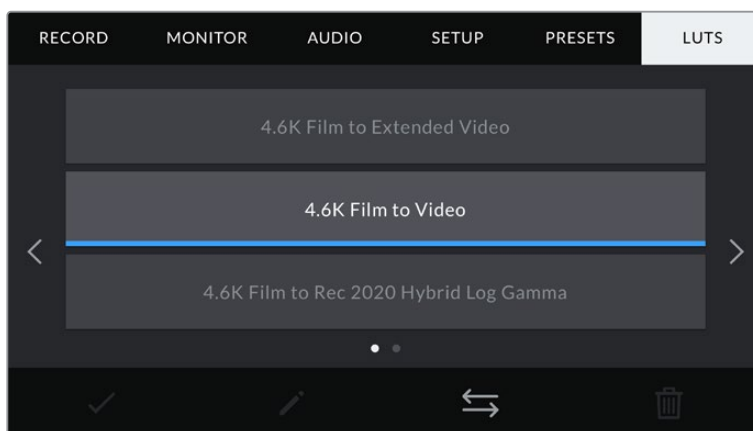 RECORD MONITOR AUDIO SETUP PRESETS LUTS
4.6K Film to Extended Video
4.6K Film to Video
4.6K Film to Rec 2020 Hybrid Log Gamma